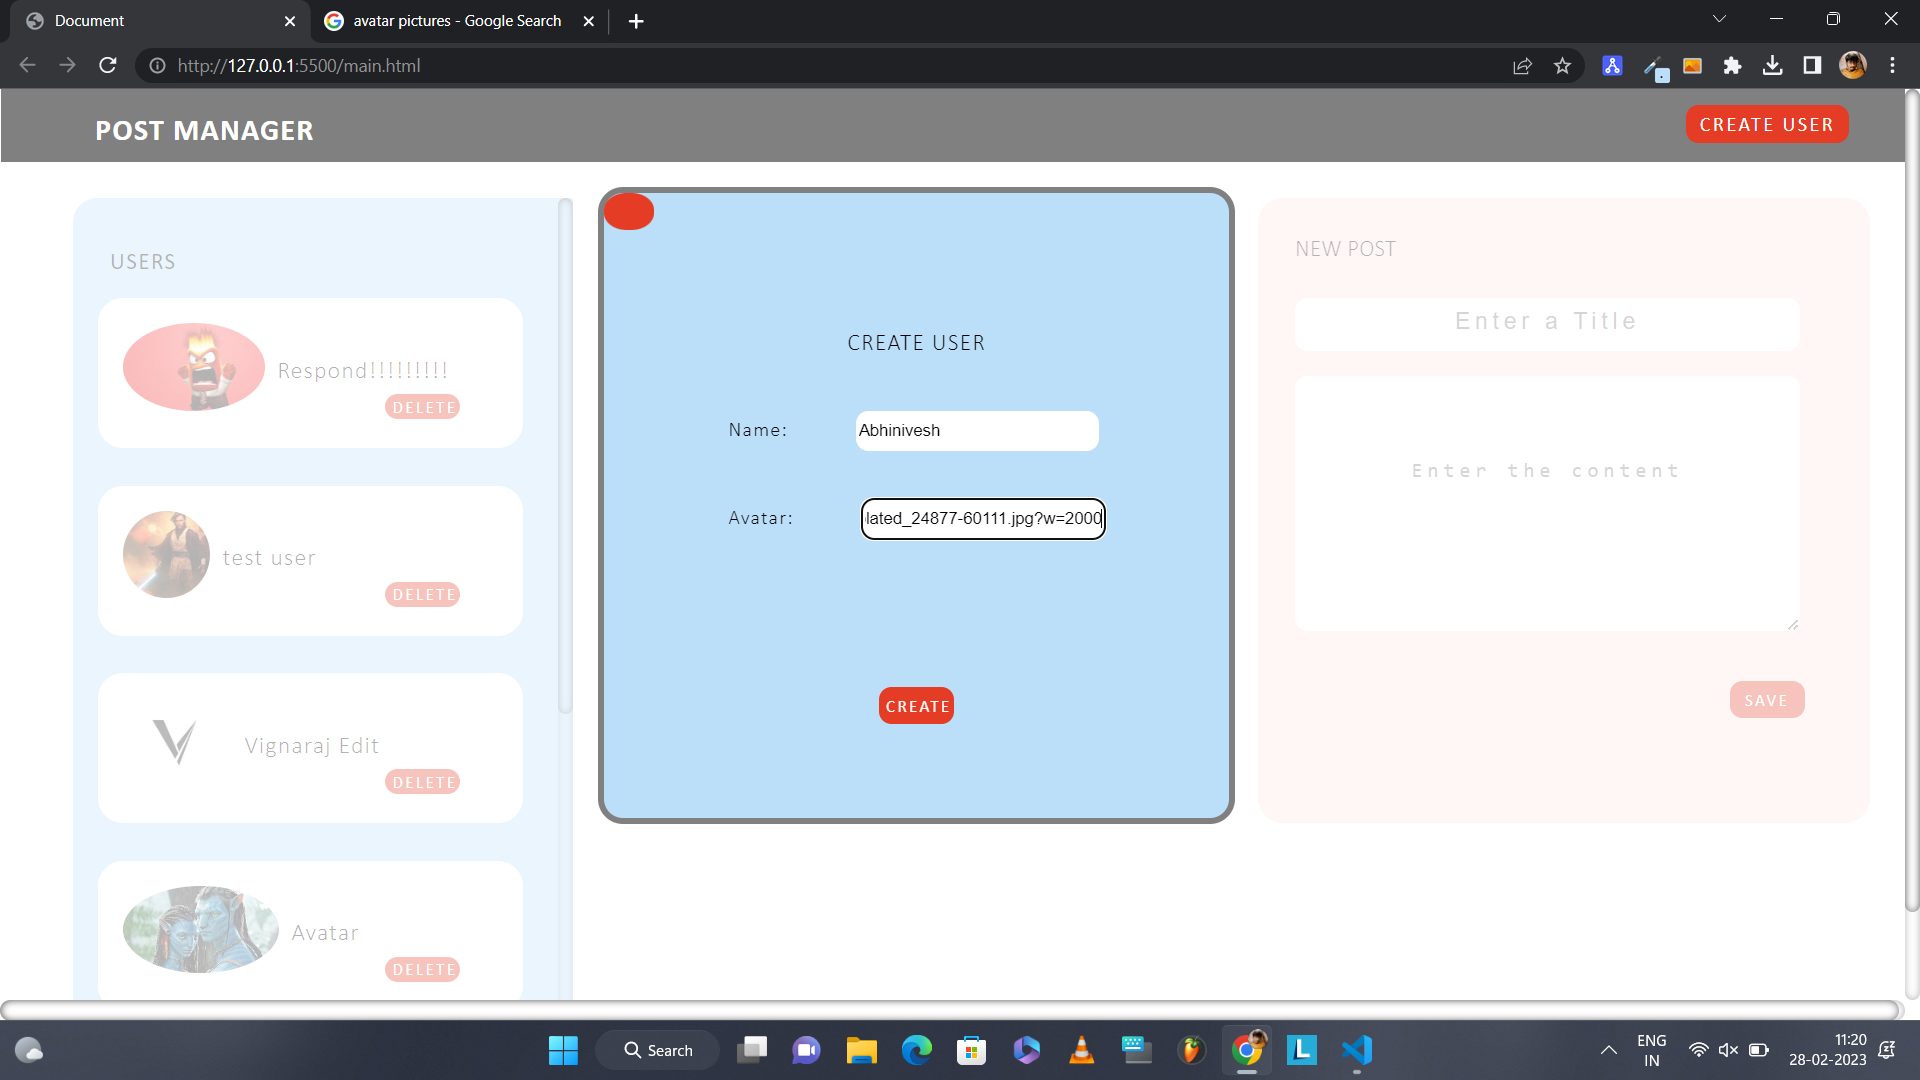 Document
avatar pictures - Google Search
http://127.0.0.1:5500/main.html
POST MANAGER
CREATE USER
USERS
Respond!!!!!!!!!
DELETE
test user
DELETE
Vignaraj Edit
DELETE
Avatar
DELETE
CREATE USER
Name:
Abhinivesh
Avatar:
lated_24877-60111.jpg?w=2000
CREATE
NEW POST
Enter a Title
Enter the content
SAVE
Search
ENG
IN
11:20
28-02-2023